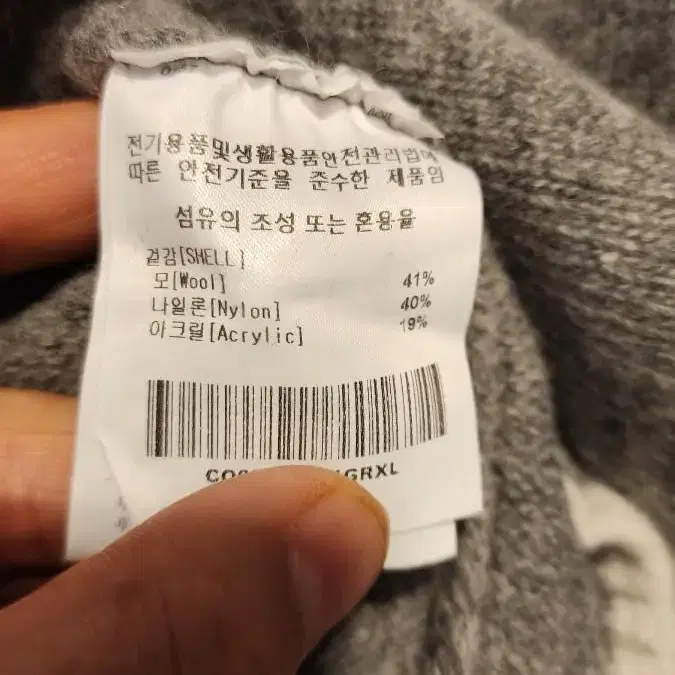 전기용품및생활용품안전관리법에
따른 안전기준을 준수한 제품임
섬유의 조성 또는 혼용율
겉감[SHELL]
모[Wool] 41%
나일론[Nylon] 40%
아크릴[Acrylic] 19%